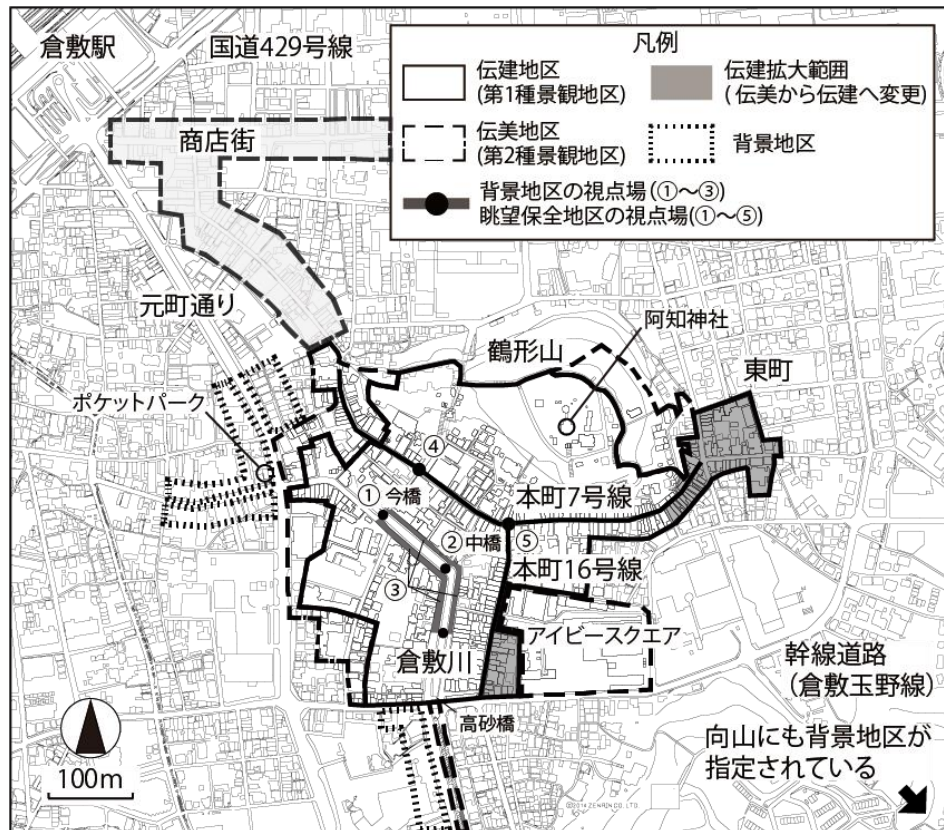 倉敷駅
国道429号線
凡例
伝建地区
(第1種景観地区)
伝建拡大範囲
(伝美から伝建へ変更)
伝美地区
(第2種景観地区)
背景地区
背景地区の視点場(①～③)
眺望保全地区の視点場(①～⑤)
商店街
元町通り
阿知神社
鶴形山
東町
ポケットパーク
④
①今橋
本町7号線
②中橋
⑤
本町16号線
③
アイビースクエア
倉敷川
幹線道路
(倉敷玉野線)
高砂橋
向山にも背景地区が
指定されている
100m
©2014 ZENRIN CO., LTD.